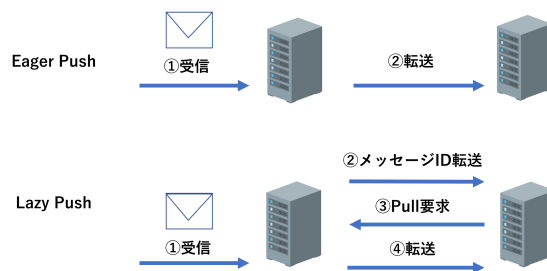 Eager Push
①受信
②転送
Lazy Push
①受信
②メッセージID転送
③Pull要求
④転送